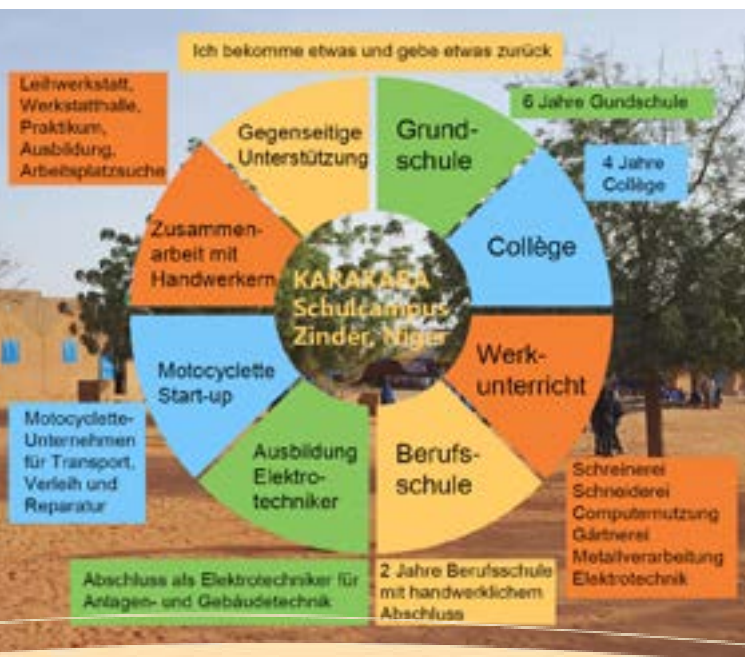 Ich bekomme etwas und gebe etwas zurück
Leihwerkstatt,
Werkstatthalle,
Praktikum,
Ausbildung,
Arbeitsplatzsuche
Gegenseitige
Unterstützung
Grund-
schule
6 Jahre Gundschule
4 Jahre
Collège
Zusammen-
arbeit mit
Handwerkern
Collège
KARAKARA
Schulcampus
Zinder, Niger
Motocyclette
Start-up
Werk-
unterricht
Motocyclette-
Unternehmen
für Transport,
Verleih und
Reparatur
Ausbildung
Elektro-
techniker
Berufs-
schule
Schreinerei
Schneiderei
Computernutzung
Gärtnerei
Metallverarbeitung
Elektrotechnik
Abschluss als Elektrotechniker für
Anlagen- und Gebäudetechnik
2 Jahre Berufsschule
mit handwerklichem
Abschluss